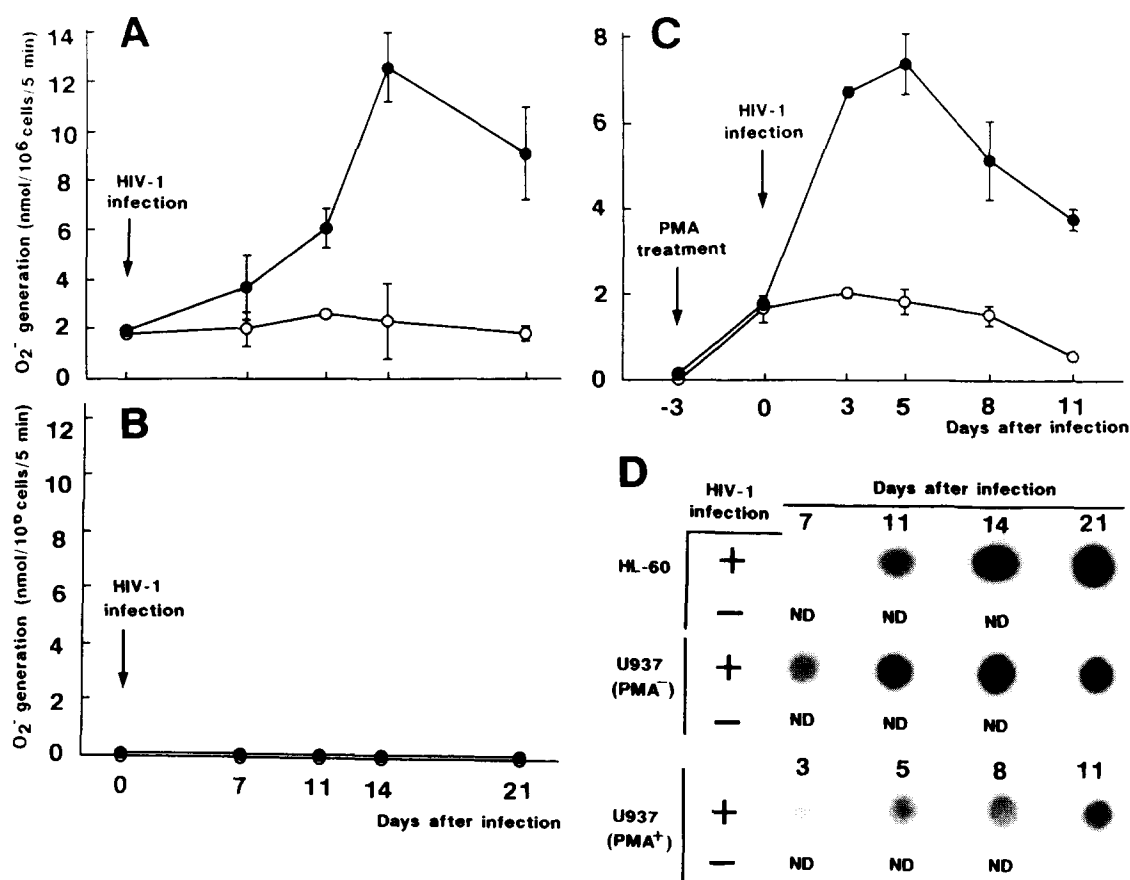 A
14
12
10
8
6
4
2
0
O2⁻ generation (nmol/10⁶ cells/5 min)
HIV-1
infection
B
12
10
8
6
4
2
0
O2⁻ generation (nmol/10⁶ cells/5 min)
HIV-1
infection
0 7 11 14 21
Days after infection
C
8
6
4
2
0
HIV-1
infection
PMA
treatment
-3 0 3 5 8 11
Days after infection
D
HIV-1
infection
Days after infection
7 11 14 21
HL-60 +
− ND ND ND
U937
(PMA⁻)
+
− ND ND ND
3 5 8 11
U937
(PMA⁺)
+
− ND ND ND